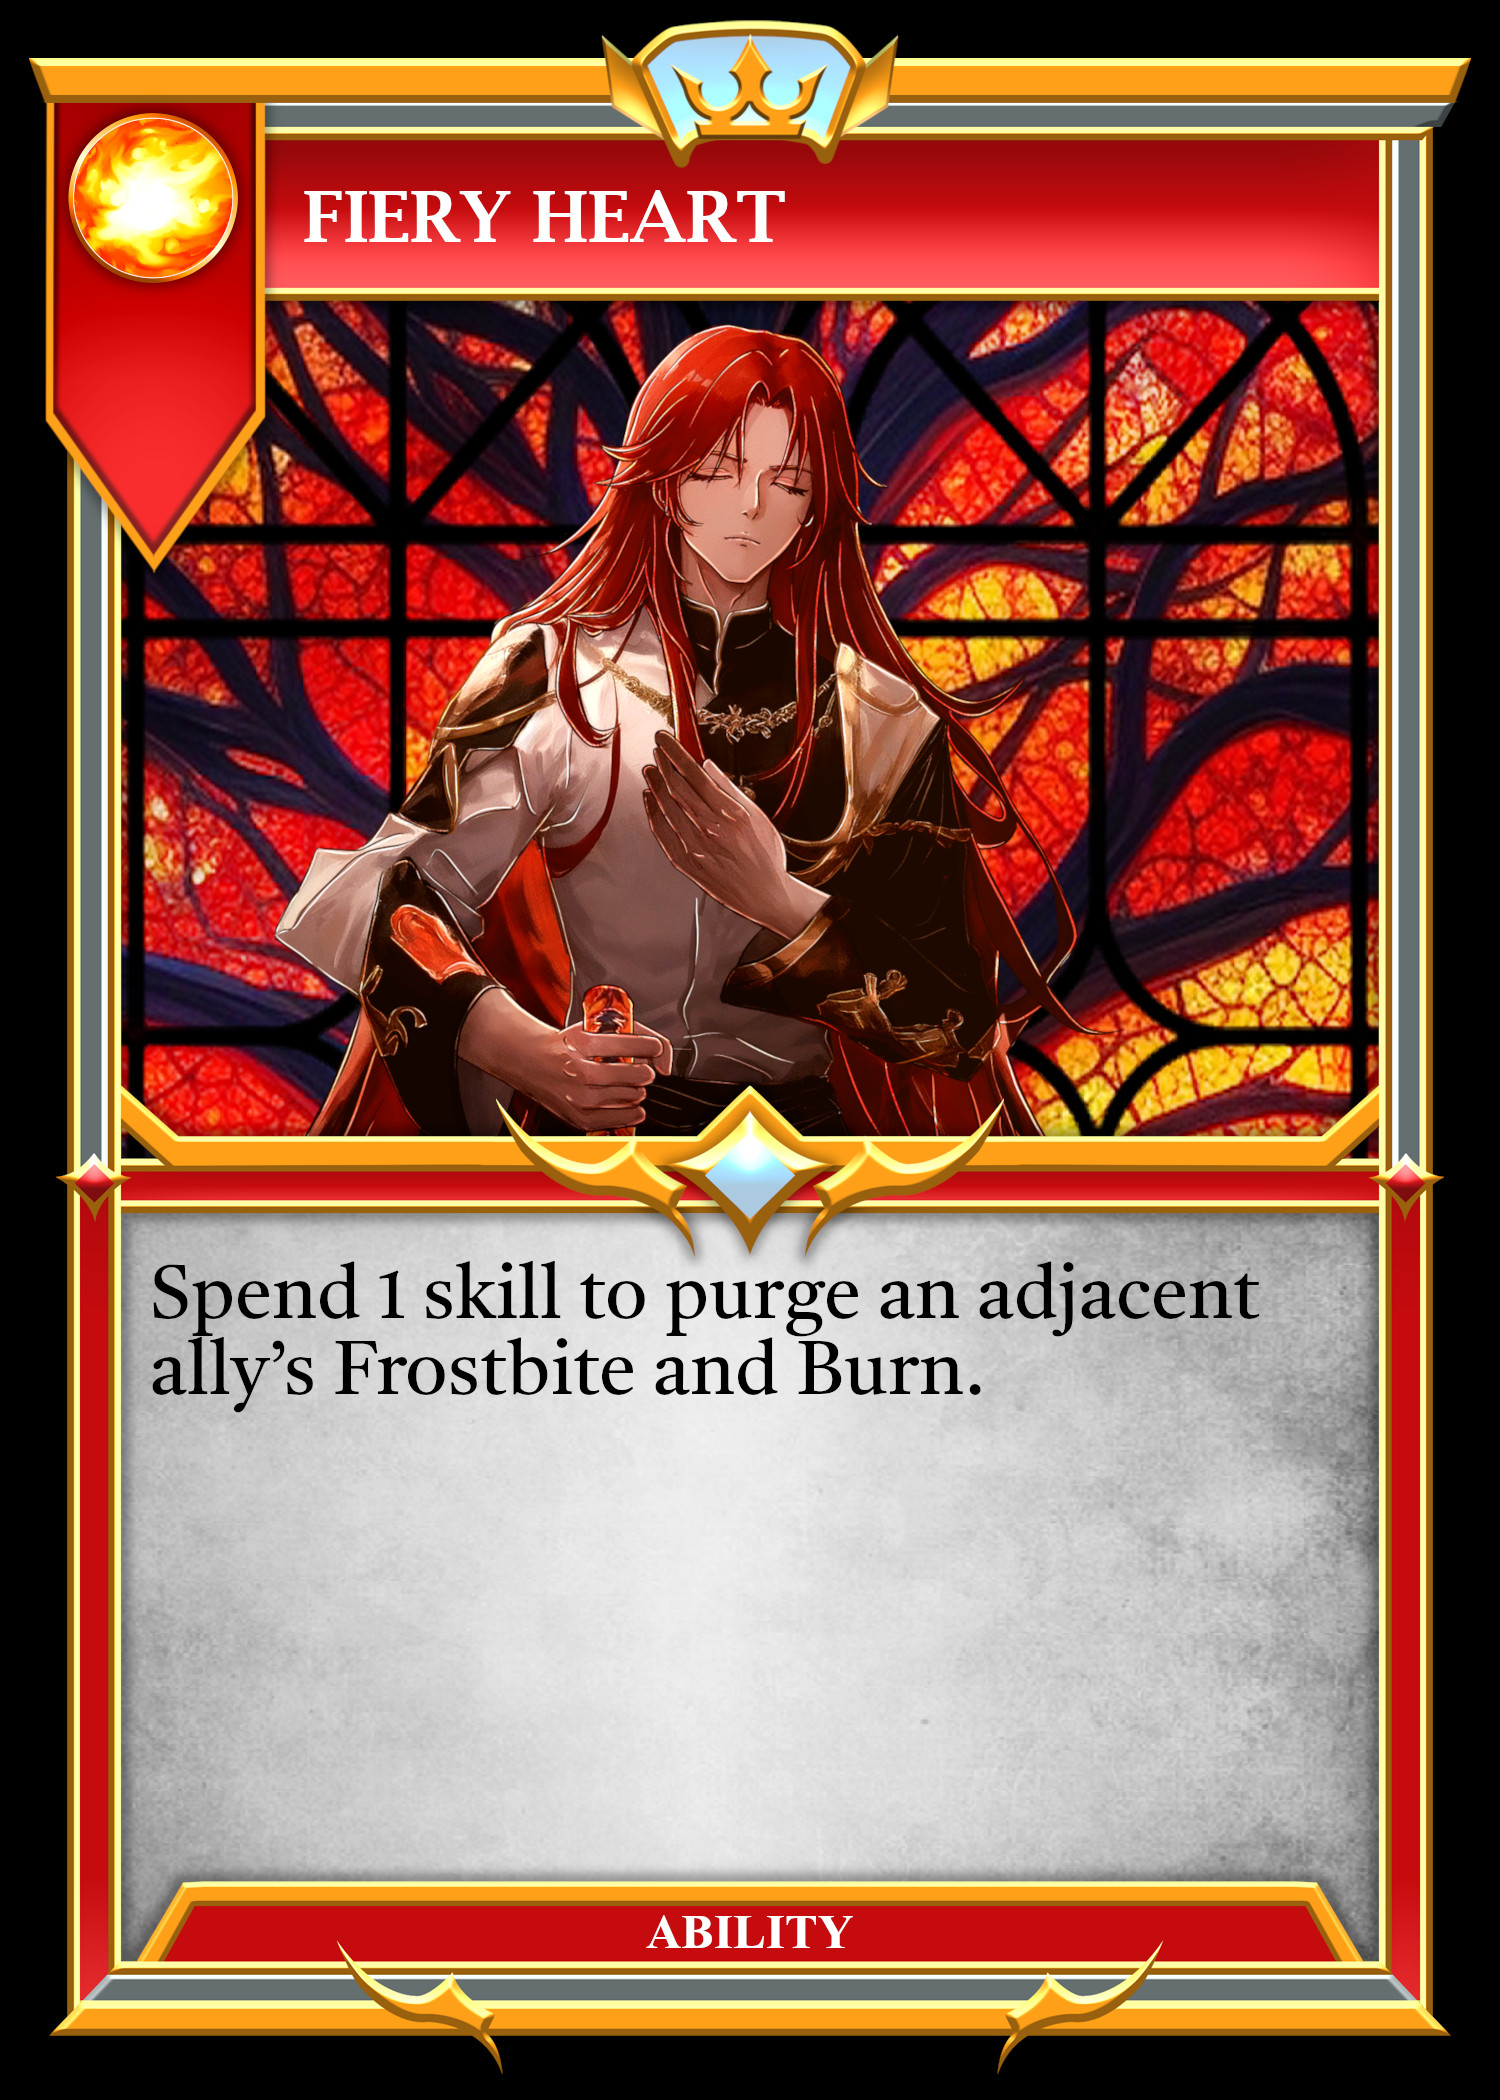 FIERY HEART
Spend 1 skill to purge an adjacent
ally’s Frostbite and Burn.
ABILITY